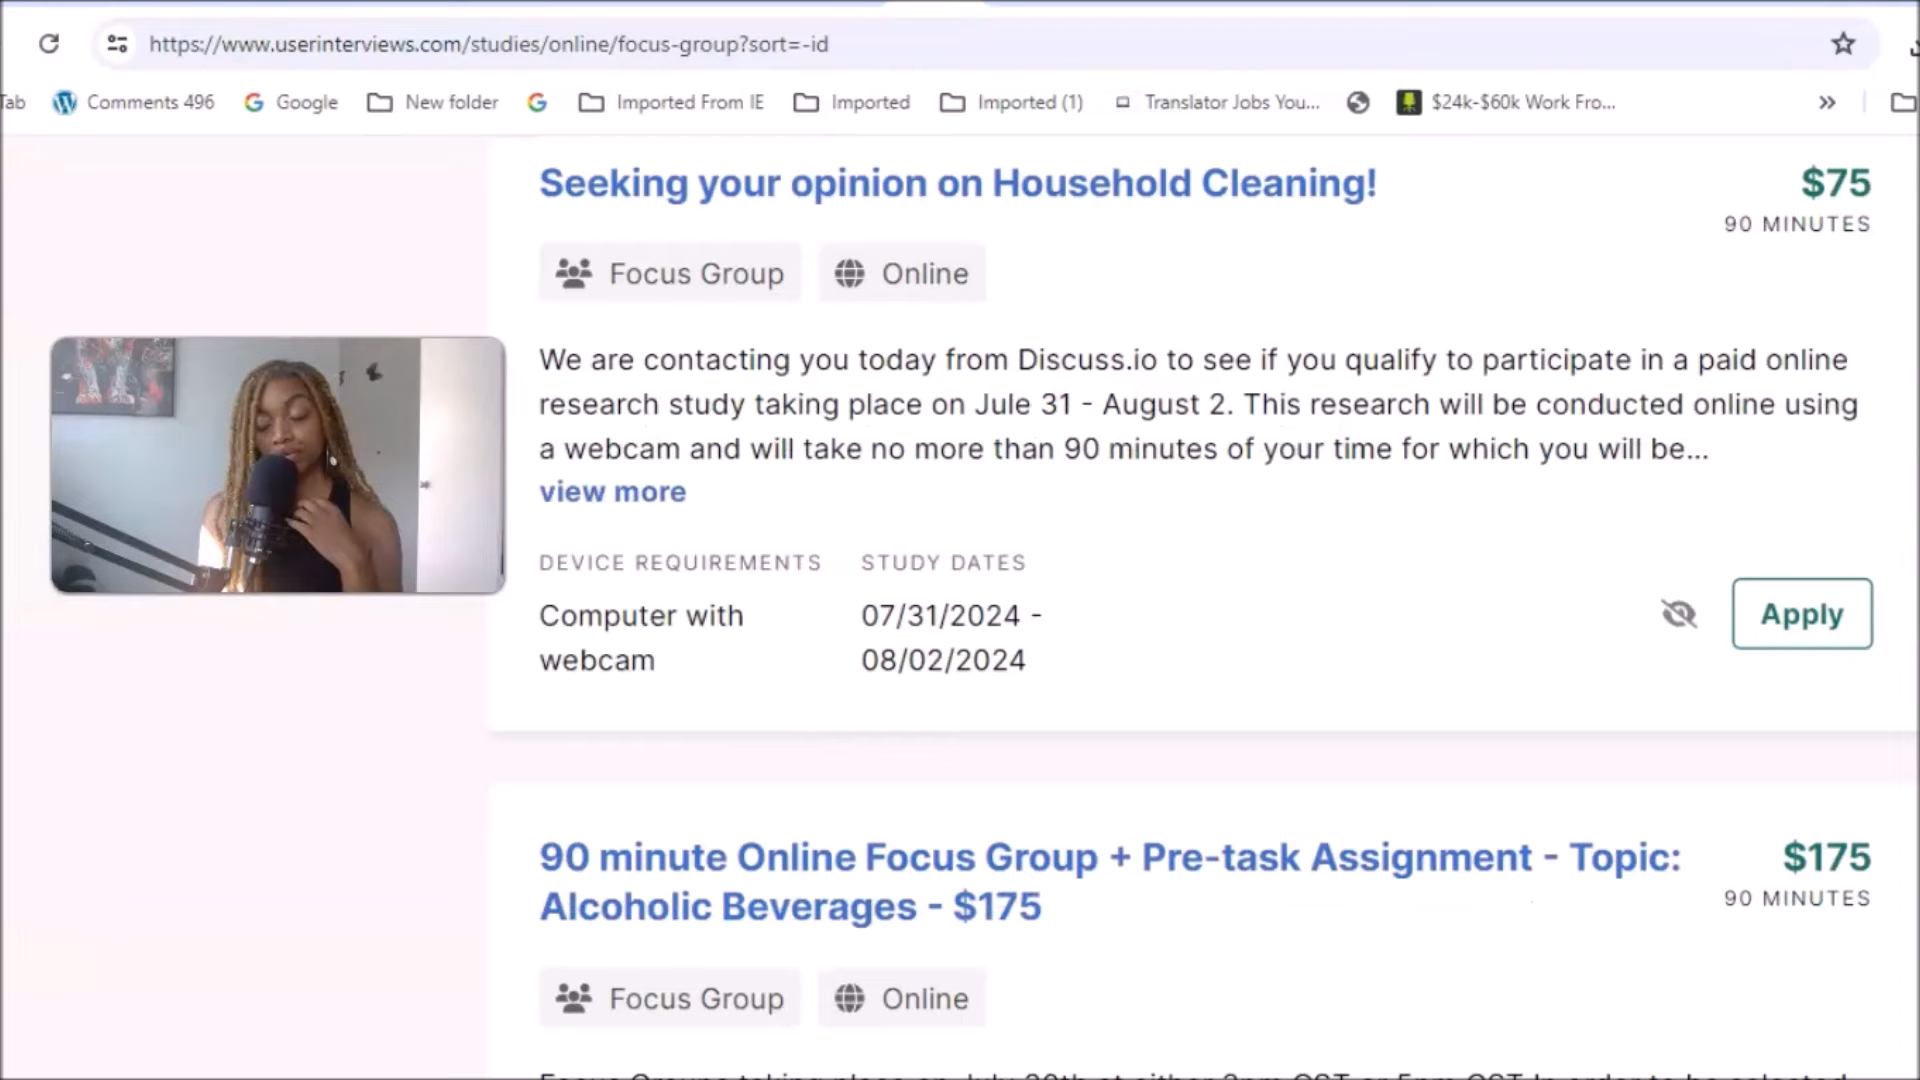 https://www.userinterviews.com/studies/online/focus-group?sort=-id
Tab Comments 496 Google New folder Imported From IE Imported Imported (1) Translator Jobs You... $24k-$60k Work Fro...
Seeking your opinion on Household Cleaning! $75
90 MINUTES
Focus Group Online
We are contacting you today from Discuss.io to see if you qualify to participate in a paid online
research study taking place on Jule 31 - August 2. This research will be conducted online using
a webcam and will take no more than 90 minutes of your time for which you will be...
view more
DEVICE REQUIREMENTS STUDY DATES
Computer with 07/31/2024 -
webcam 08/02/2024
Apply
90 minute Online Focus Group + Pre-task Assignment - Topic: $175
Alcoholic Beverages - $175 90 MINUTES
Focus Group Online